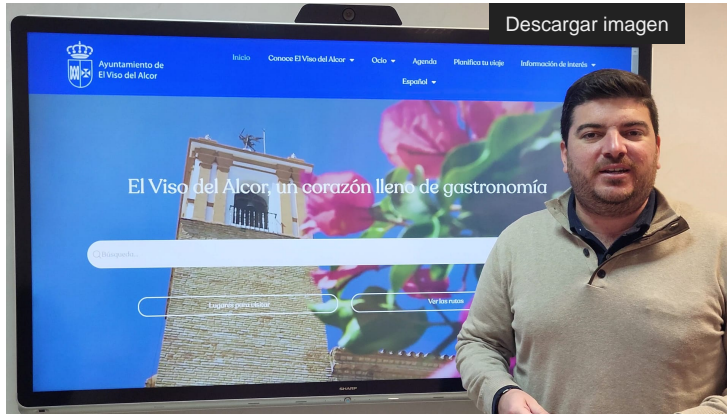 Descargar imagen
Ayuntamiento de
El Viso del Alcor
Inicio Conoce El Viso del Alcor Ocio Agenda Planifica tu viaje Información de interés
Español
El Viso del Alcor, un corazón lleno de gastronomía
Búsqueda...
Lugares para visitar Ver las rutas
SHARP